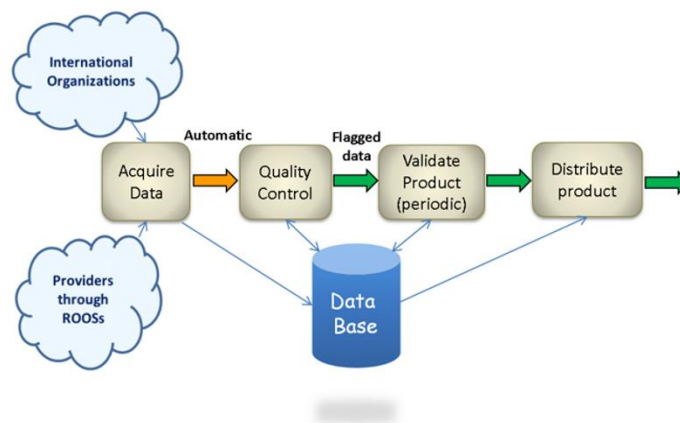 International
Organizations
Automatic
Flagged
data
Acquire
Data
Quality
Control
Validate
Product
(periodic)
Distribute
product
Providers
through
ROOSs
Data
Base